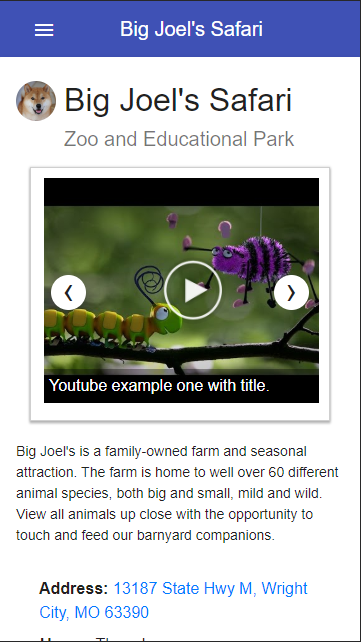 Big Joel's Safari
Big Joel's Safari
Zoo and Educational Park
Youtube example one with title.
Big Joel's is a family-owned farm and seasonal
attraction. The farm is home to well over 60 different
animal species, both big and small, mild and wild.
View all animals up close with the opportunity to
touch and feed our barnyard companions.
Address: 13187 State Hwy M, Wright
City, MO 63390